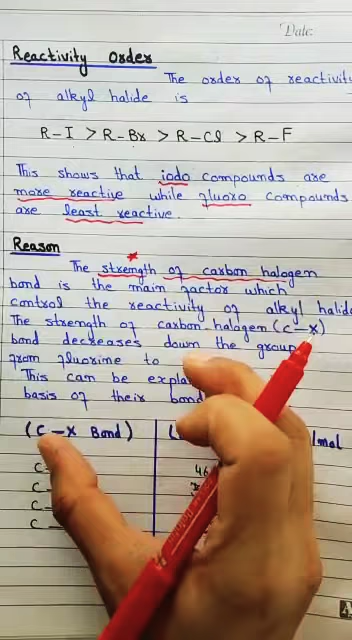 Date:
Reactivity Order
The order of reactivity
of alkyl halide is
R-I > R-Br > R-Cl > R-F
This shows that iodo compounds are
more reactive while fluoro compounds
are least reactive.
Reason
The strength of carbon halogen
bond is the main factor which
control the reactivity of alkyl halide
The strength of carbon-halogen (C-X)
bond decreases down the group
from fluorine to
This can be
basis of their bond
(C-X Bond)
C
C-
C-
C